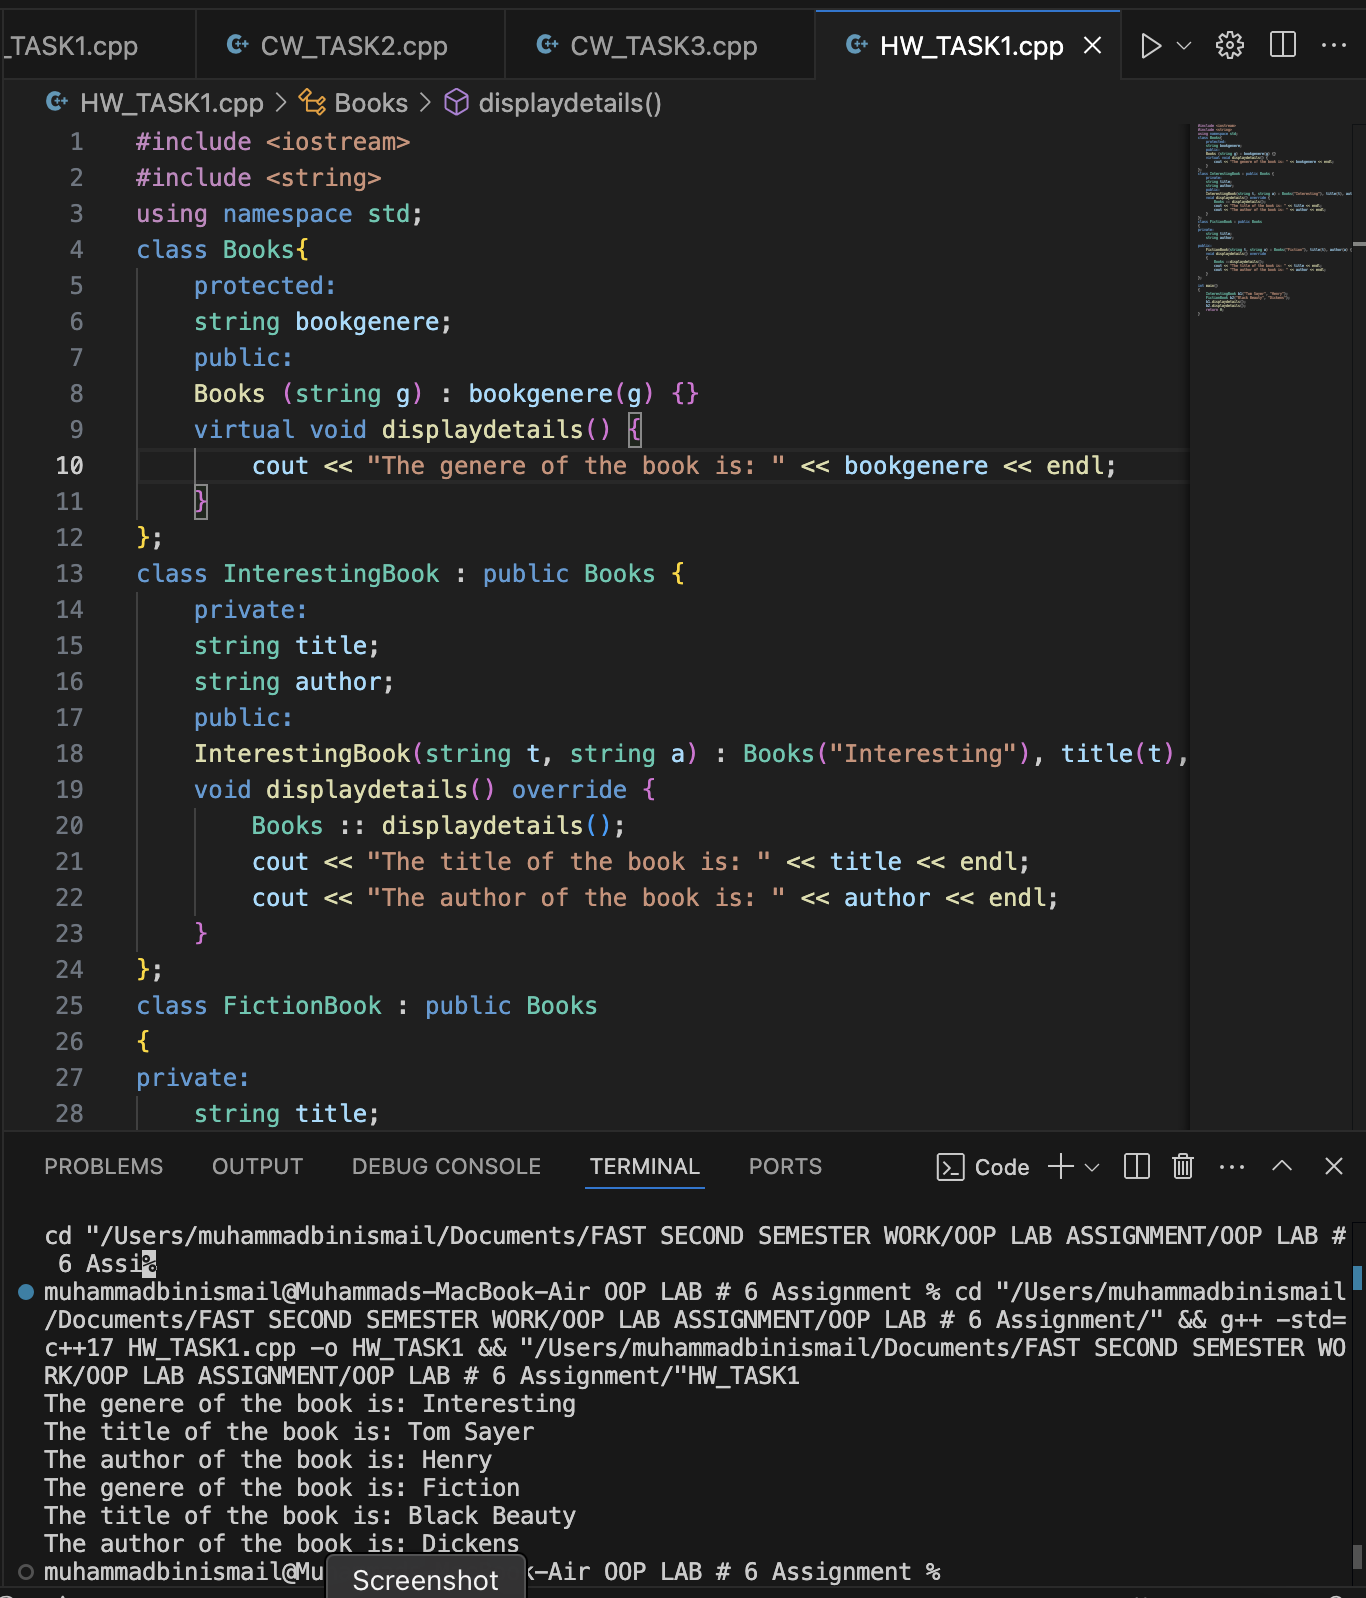 _TASK1.cpp CW_TASK2.cpp CW_TASK3.cpp HW_TASK1.cpp
HW_TASK1.cpp > Books > displaydetails()
1 #include <iostream>
2 #include <string>
3 using namespace std;
4 class Books{
5 protected:
6 string bookgenere;
7 public:
8 Books (string g) : bookgenere(g) {}
9 virtual void displaydetails() {
10 cout << "The genere of the book is: " << bookgenere << endl;
11 }
12 };
13 class InterestingBook : public Books {
14 private:
15 string title;
16 string author;
17 public:
18 InterestingBook(string t, string a) : Books("Interesting"), title(t),
19 void displaydetails() override {
20 Books :: displaydetails();
21 cout << "The title of the book is: " << title << endl;
22 cout << "The author of the book is: " << author << endl;
23 }
24 };
25 class FictionBook : public Books
26 {
27 private:
28 string title;
PROBLEMS OUTPUT DEBUG CONSOLE TERMINAL PORTS Code
cd "/Users/muhammadbinismail/Documents/FAST SECOND SEMESTER WORK/OOP LAB ASSIGNMENT/OOP LAB #
6 Assi%
muhammadbinismail@Muhammads-MacBook-Air OOP LAB # 6 Assignment % cd "/Users/muhammadbinismail
/Documents/FAST SECOND SEMESTER WORK/OOP LAB ASSIGNMENT/OOP LAB # 6 Assignment/" && g++ -std=
c++17 HW_TASK1.cpp -o HW_TASK1 && "/Users/muhammadbinismail/Documents/FAST SECOND SEMESTER WO
RK/OOP LAB ASSIGNMENT/OOP LAB # 6 Assignment/"HW_TASK1
The genere of the book is: Interesting
The title of the book is: Tom Sayer
The author of the book is: Henry
The genere of the book is: Fiction
The title of the book is: Black Beauty
The author of the book is: Dickens
muhammadbinismail@Mu k-Air OOP LAB # 6 Assignment %
Screenshot